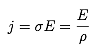 j = σE = E/ρ